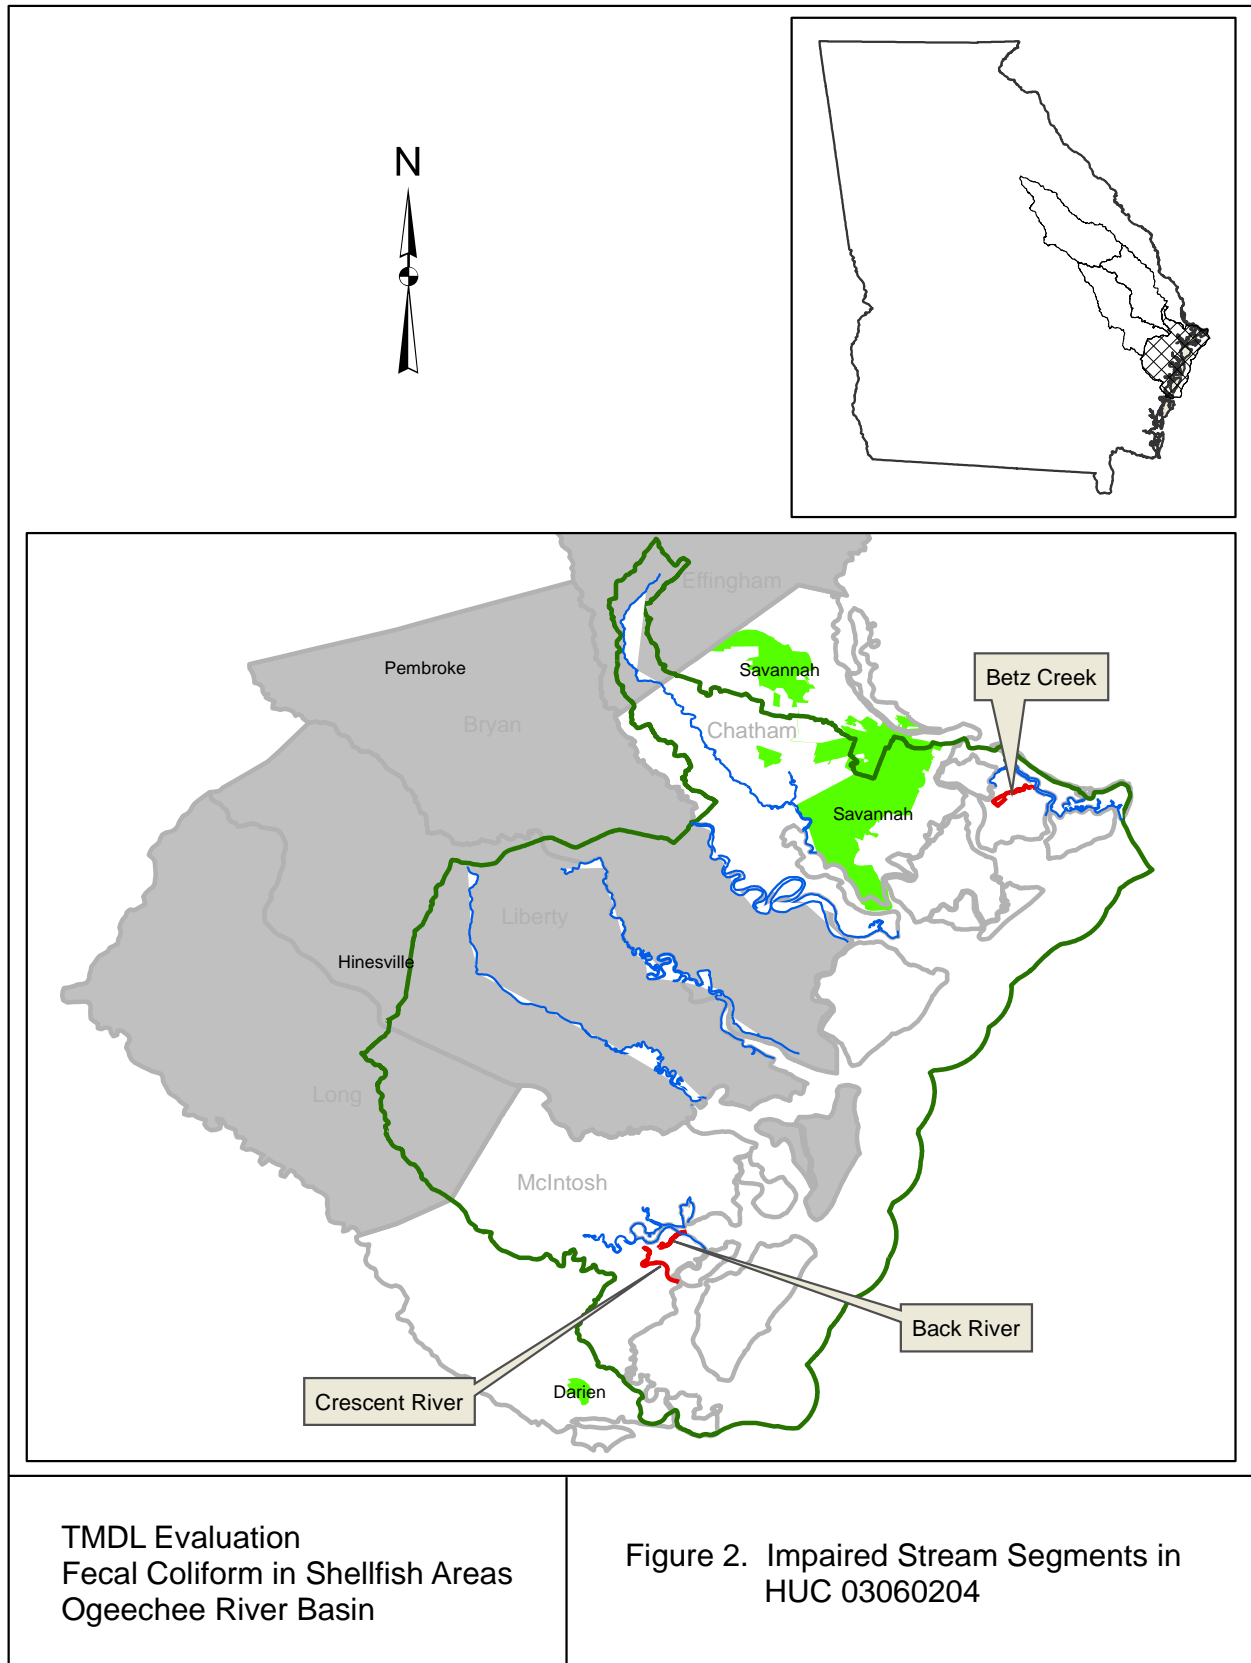 N
Effingham
Pembroke
Savannah
Betz Creek
Bryan
Chatham
Savannah
Liberty
Hinesville
Long
McIntosh
Back River
Crescent River
Darien
TMDL Evaluation
Fecal Coliform in Shellfish Areas
Ogeechee River Basin
Figure 2. Impaired Stream Segments in
HUC 03060204